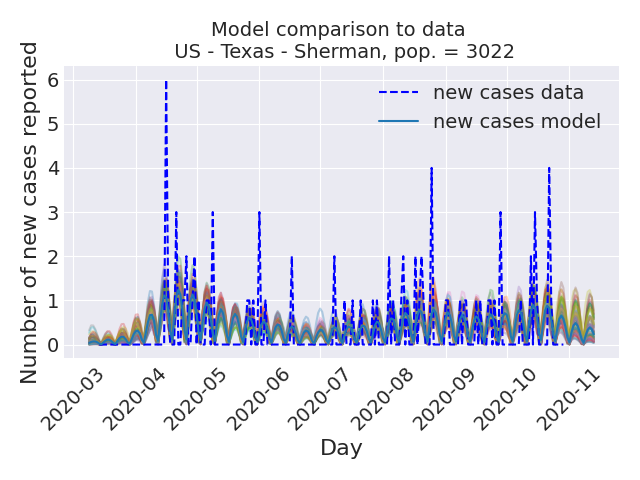 Model comparison to data
US - Texas - Sherman, pop. = 3022
Number of new cases reported
6
5
4
3
2
1
0
new cases data
new cases model
2020-03
2020-04
2020-05
2020-06
2020-07
2020-08
2020-09
2020-10
2020-11
Day